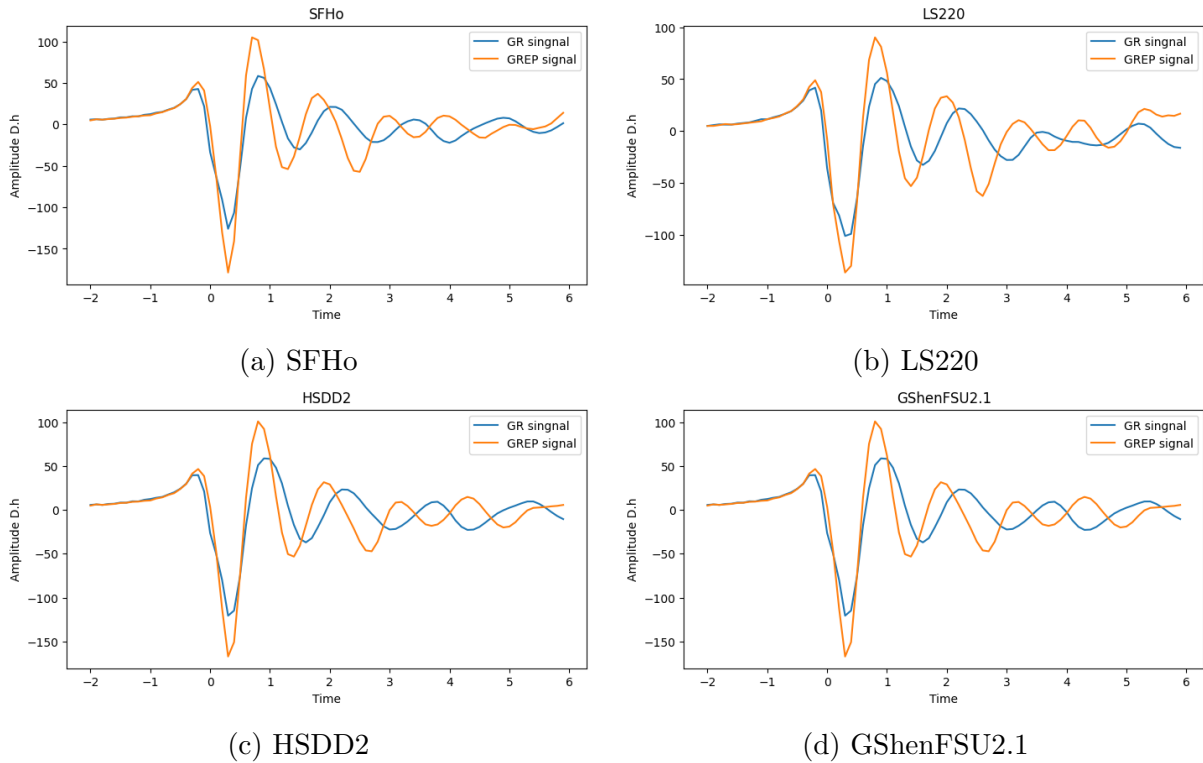 SFHo
GR singnal
GREP signal
100
50
0
−50
−100
−150
Amplitude D.h
−2 −1 0 1 2 3 4 5 6
Time
(a) SFHo
LS220
GR singnal
GREP signal
100
50
0
−50
−100
Amplitude D.h
−2 −1 0 1 2 3 4 5 6
Time
(b) LS220
HSDD2
GR singnal
GREP signal
100
50
0
−50
−100
−150
Amplitude D.h
−2 −1 0 1 2 3 4 5 6
Time
(c) HSDD2
GShenFSU2.1
GR singnal
GREP signal
100
50
0
−50
−100
−150
Amplitude D.h
−2 −1 0 1 2 3 4 5 6
Time
(d) GShenFSU2.1